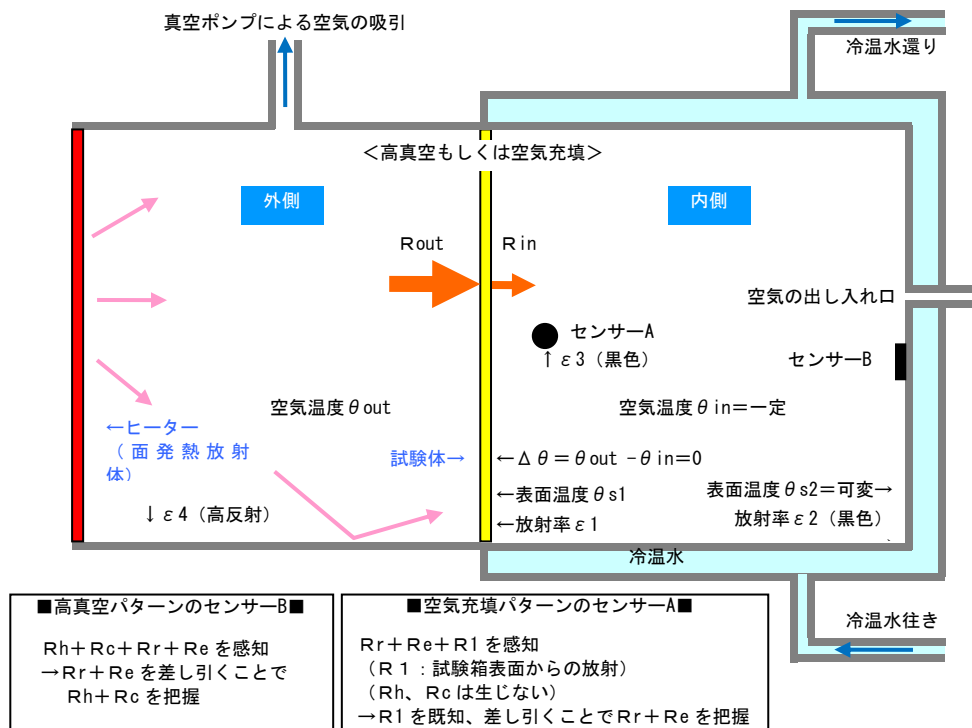 真空ポンプによる空気の吸引
冷温水還り
＜高真空もしくは空気充填＞
外側
内側
Rout
Rin
空気の出し入れ口
センサーA
↑ε3（黒色）
センサーB
空気温度θout
空気温度θin＝一定
←ヒーター
（面発熱放射
体）
試験体→
←Δθ＝θout －θin＝0
←表面温度θs1
表面温度θs2＝可変→
↓ε4（高反射）
←放射率ε1
放射率ε2（黒色）
冷温水
■高真空パターンのセンサーB■
Rh＋Rc＋Rr＋Reを感知
→Rr＋Reを差し引くことで
Rh＋Rcを把握
■空気充填パターンのセンサーA■
Rr＋Re＋R1を感知
（R1：試験箱表面からの放射）
（Rh、Rcは生じない）
→R1を既知、差し引くことでRr＋Reを把握
冷温水往き